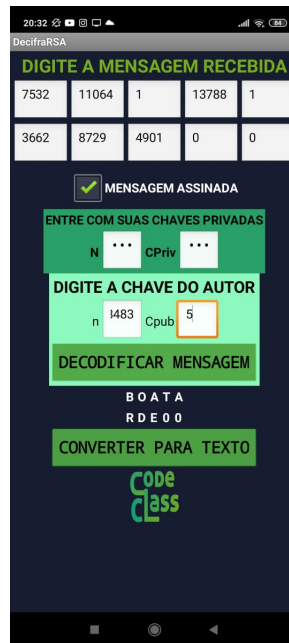 20:32 84
DecifraRSA
DIGITE A MENSAGEM RECEBIDA
7532 11064 1 13788 1
3662 8729 4901 0 0
MENSAGEM ASSINADA
ENTRE COM SUAS CHAVES PRIVADAS
N ••• CPriv •••
DIGITE A CHAVE DO AUTOR
n 3483 Cpub 5
DECODIFICAR MENSAGEM
B O A T A
R D E 0 0
CONVERTER PARA TEXTO
CODE
CLASS